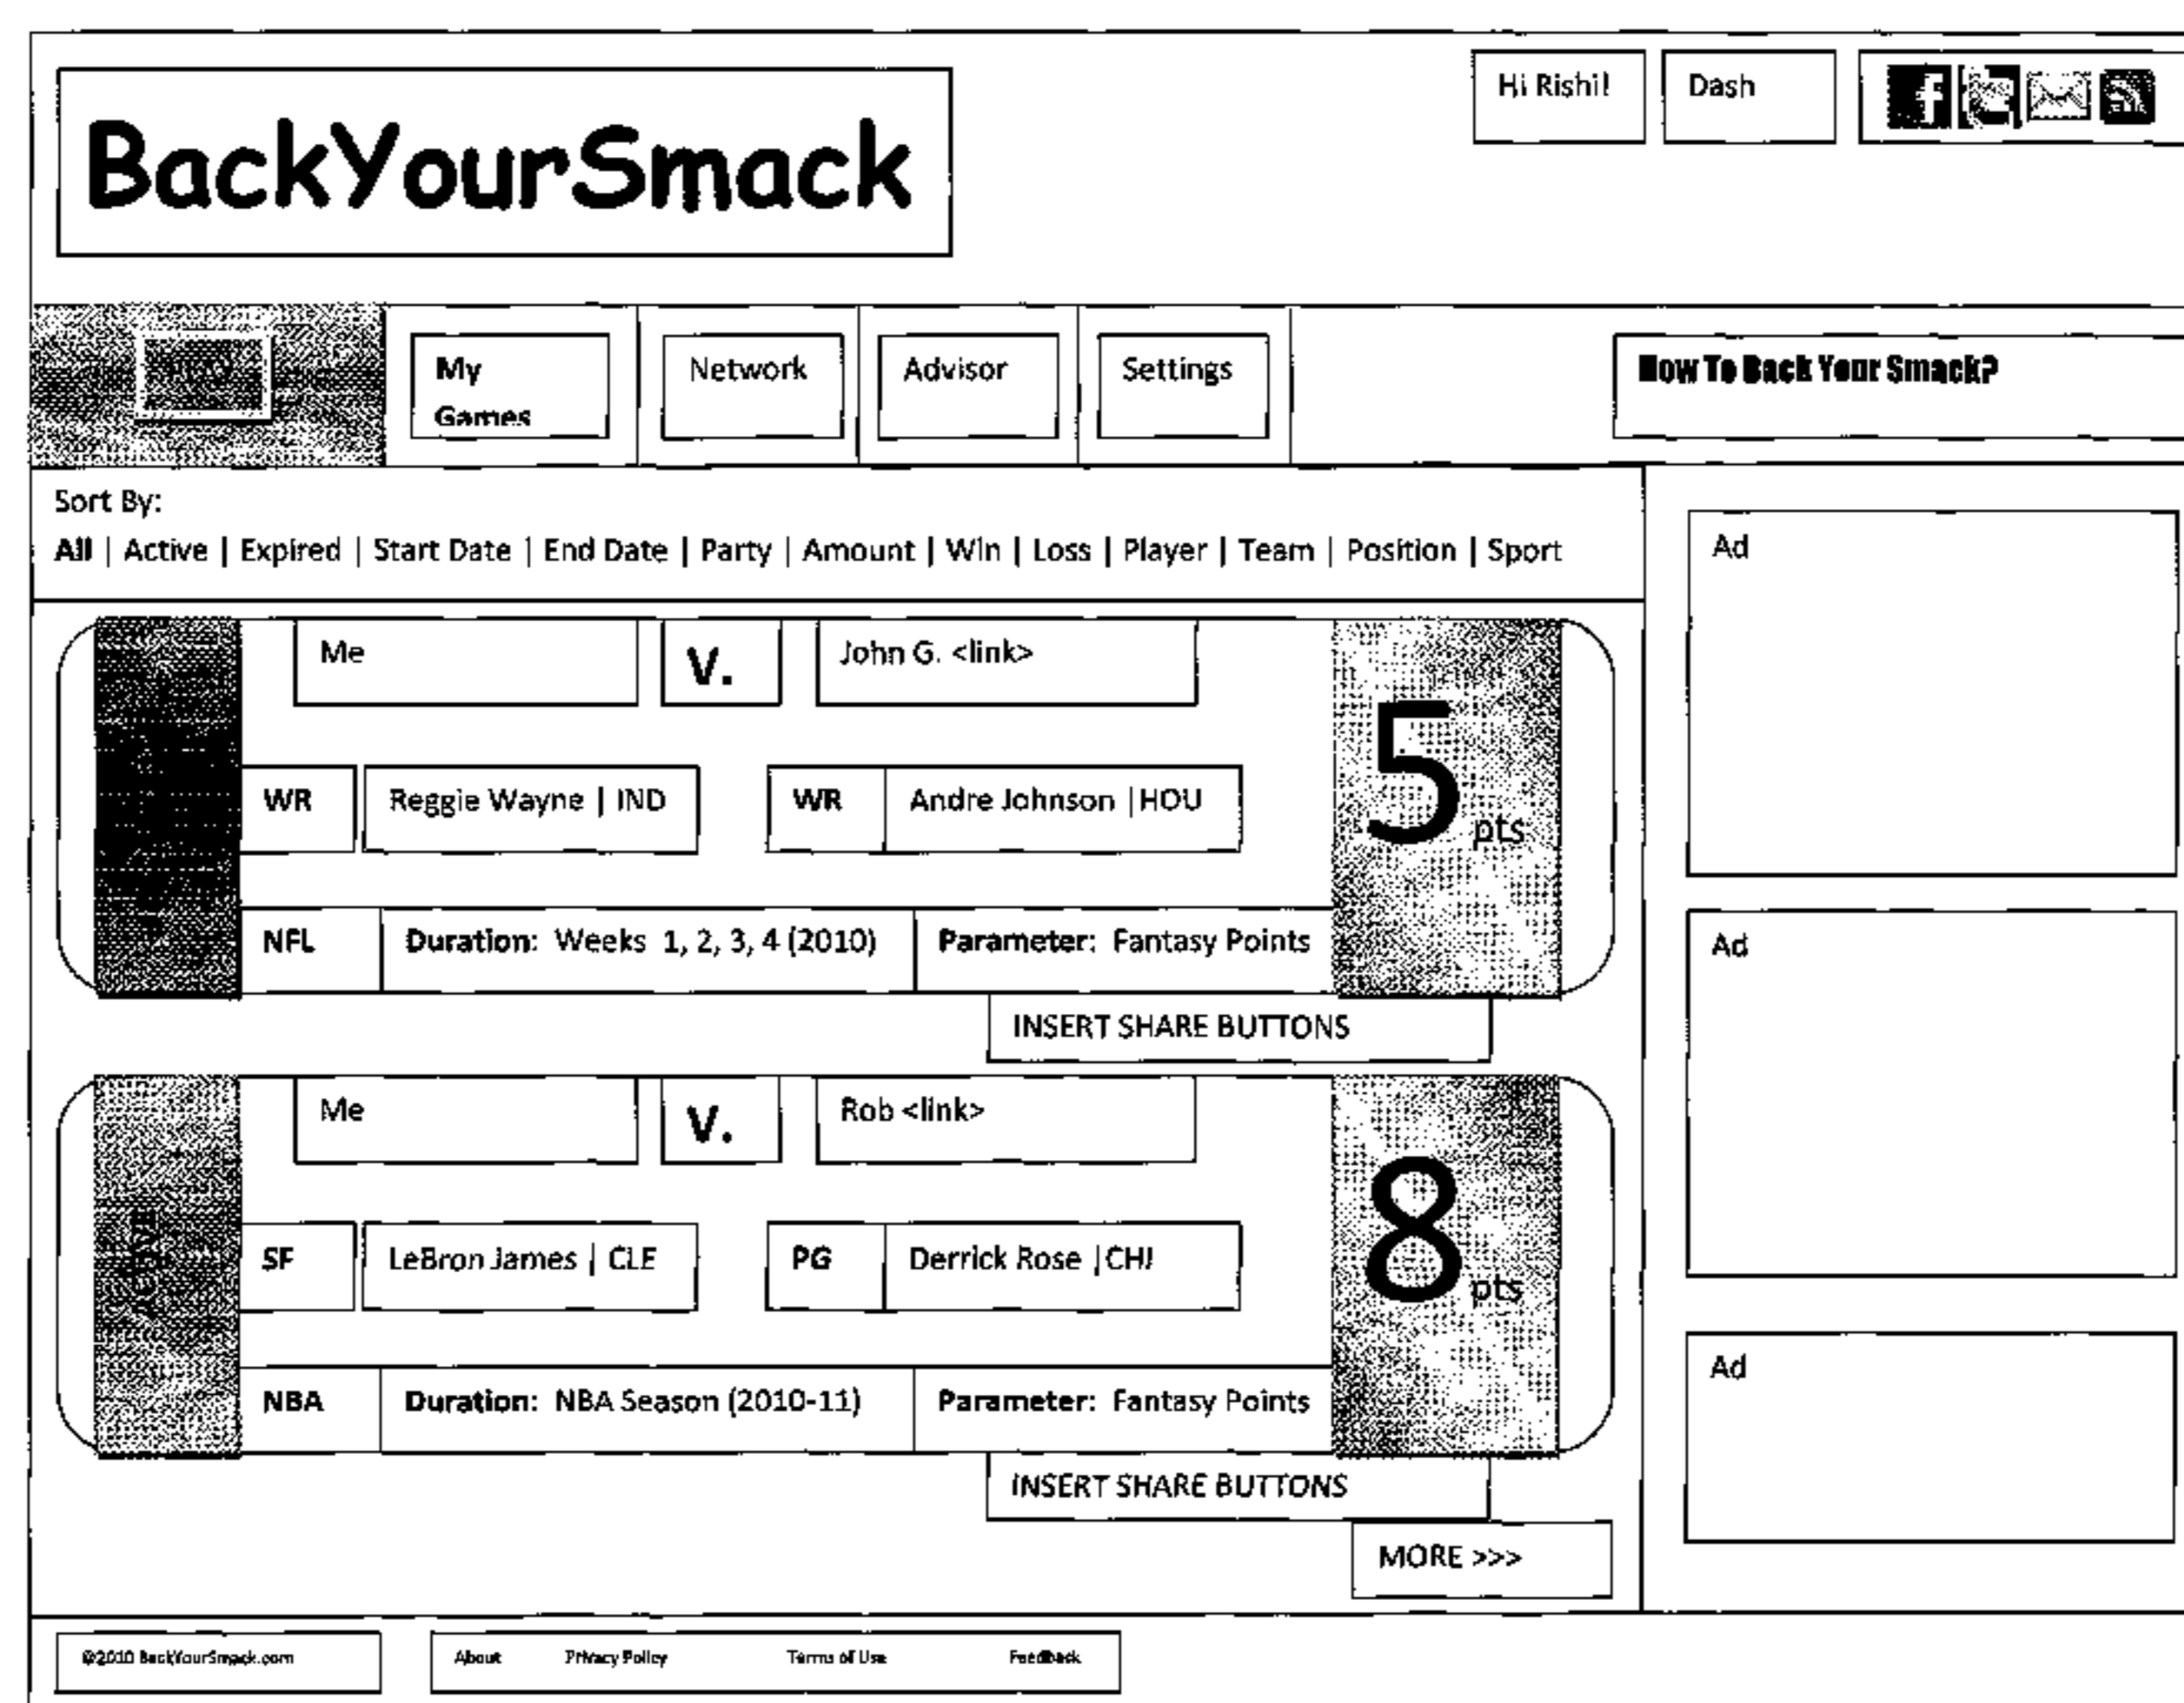 BackYourSmack
Hi Rishi!
Dash
My
Games
Network
Advisor
Settings
How To Back Your Smack?
Sort By:
All | Active | Expired | Start Date | End Date | Party | Amount | Win | Loss | Player | Team | Position | Sport
Ad
Me
V.
John G. <link>
5 pts
WR
Reggie Wayne | IND
WR
Andre Johnson |HOU
NFL
Duration: Weeks 1, 2, 3, 4 (2010)
Parameter: Fantasy Points
INSERT SHARE BUTTONS
Ad
Me
V.
Rob <link>
8 pts
ACTIVE
SF
LeBron James | CLE
PG
Derrick Rose |CHI
NBA
Duration: NBA Season (2010-11)
Parameter: Fantasy Points
INSERT SHARE BUTTONS
Ad
MORE >>>
©2010 BackYourSmack.com
About Privacy Policy Terms of Use Feedback